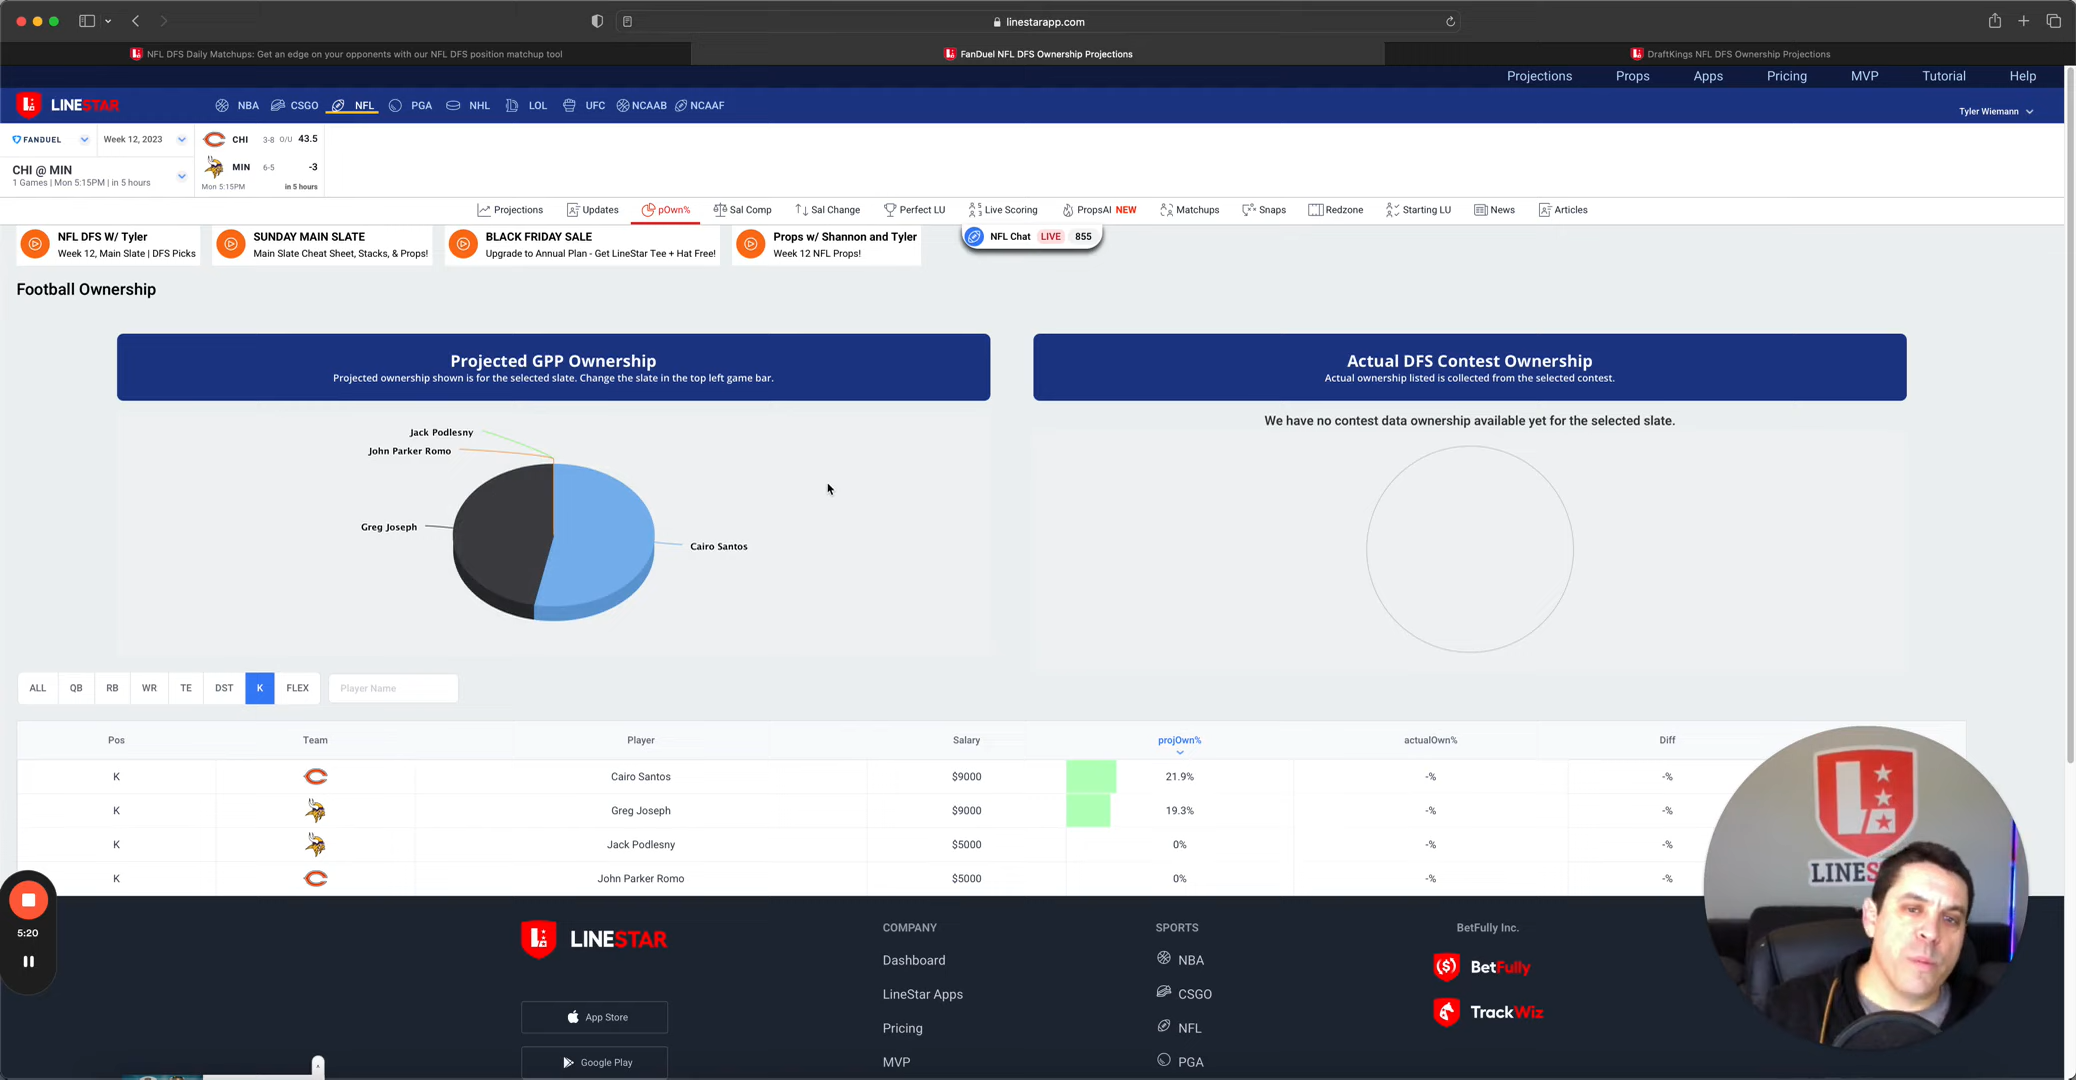 linestarapp.com
NFL DFS Daily Matchups: Get an edge on your opponents with our NFL DFS position matchup tool
FanDuel NFL DFS Ownership Projections
DraftKings NFL DFS Ownership Projections
Projections Props Apps Pricing MVP Tutorial Help
LINESTAR NBA CSGO NFL PGA NHL LOL UFC NCAAB NCAAF
Tyler Wiemann
FANDUEL Week 12, 2023
CHI @ MIN
1 Games | Mon 5:15PM | in 5 hours
CHI 3-8 O/U 43.5
MIN 6-5 -3
Mon 5:15PM in 5 hours
Projections Updates pOwn% Sal Comp Sal Change Perfect LU Live Scoring PropsAI NEW Matchups Snaps Redzone Starting LU News Articles
NFL DFS W/ Tyler
Week 12, Main Slate | DFS Picks
SUNDAY MAIN SLATE
Main Slate Cheat Sheet, Stacks, & Props!
BLACK FRIDAY SALE
Upgrade to Annual Plan - Get LineStar Tee + Hat Free!
Props w/ Shannon and Tyler
Week 12 NFL Props!
NFL Chat LIVE 855
Football Ownership
Projected GPP Ownership
Projected ownership shown is for the selected slate. Change the slate in the top left game bar.
Actual DFS Contest Ownership
Actual ownership listed is collected from the selected contest.
Jack Podlesny
John Parker Romo
Greg Joseph
Cairo Santos
We have no contest data ownership available yet for the selected slate.
ALL QB RB WR TE DST K FLEX Player Name
Pos Team Player Salary projOwn% actualOwn% Diff
K Cairo Santos $9000 21.9% -% -%
K Greg Joseph $9000 19.3% -% -%
K Jack Podlesny $5000 0% -% -%
K John Parker Romo $5000 0% -% -%
5:20
LINESTAR
App Store
Google Play
COMPANY
Dashboard
LineStar Apps
Pricing
MVP
SPORTS
NBA
CSGO
NFL
PGA
BetFully Inc.
BetFully
TrackWiz
LINES